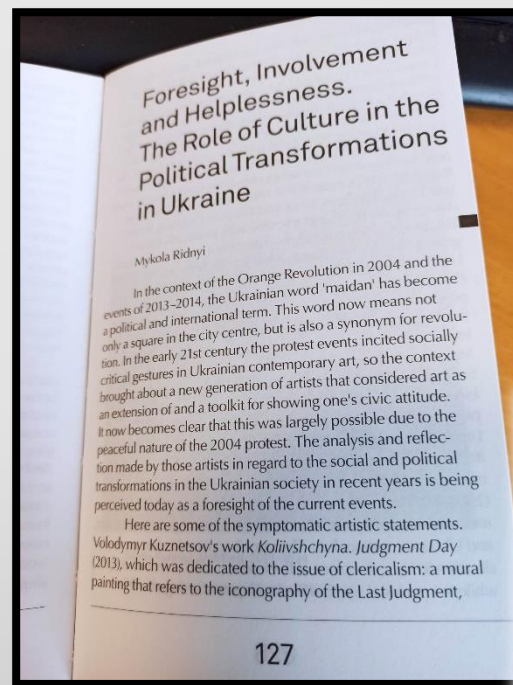 Foresight, Involvement
and Helplessness.
The Role of Culture in the
Political Transformations
in Ukraine
Mykola Ridnyi
In the context of the Orange Revolution in 2004 and the
events of 2013–2014, the Ukrainian word 'maidan' has become
a political and international term. This word now means not
only a square in the city centre, but is also a synonym for revolu-
tion. In the early 21st century the protest events incited socially
critical gestures in Ukrainian contemporary art, so the context
brought about a new generation of artists that considered art as
an extension of and a toolkit for showing one's civic attitude.
It now becomes clear that this was largely possible due to the
peaceful nature of the 2004 protest. The analysis and reflec-
tion made by those artists in regard to the social and political
transformations in the Ukrainian society in recent years is being
perceived today as a foresight of the current events.
Here are some of the symptomatic artistic statements.
Volodymyr Kuznetsov's work Koliivshchyna. Judgment Day
(2013), which was dedicated to the issue of clericalism: a mural
painting that refers to the iconography of the Last Judgment,
127